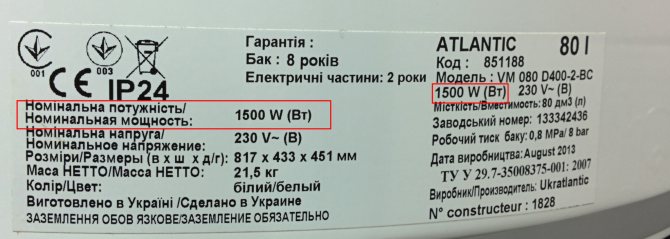 001
003
CE IP24
Гарантія :
Бак : 8 років
Електричні частини: 2 роки
Номінальна потужність/
Номинальная мощность: 1500 W (Вт)
Номінальна напруга/
Номинальное напряжение: 230 V~ (В)
Розміри/Размеры (в х ш х д/г): 817 x 433 x 451 мм
Маса НЕТТО/Масса НЕТТО: 21,5 кг
Колір/Цвет: білий/белый
Виготовлено в Україні/Изготовлено в Украине
ЗАЗЕМЛЕННЯ ОБОВ ЯЗКОВЕ/ЗАЗЕМЛЕНИЕ ОБЯЗАТЕЛЬНО
ATLANTIC 80 l
Код : 851188
Модель : VM 080 D400-2-BC
1500 W (Вт) 230 V~ (В)
Місткість/Вместимость: 80 дм3 (л)
Заводський номер: 133342436
Робочий тиск баку: 0,8 MPa/ 8 bar
Дата виробництва: August 2013
ТУ У 29.7-35008375-001: 2007
Виробник/Производитель: Ukratlantic
N° constructeur : 1828